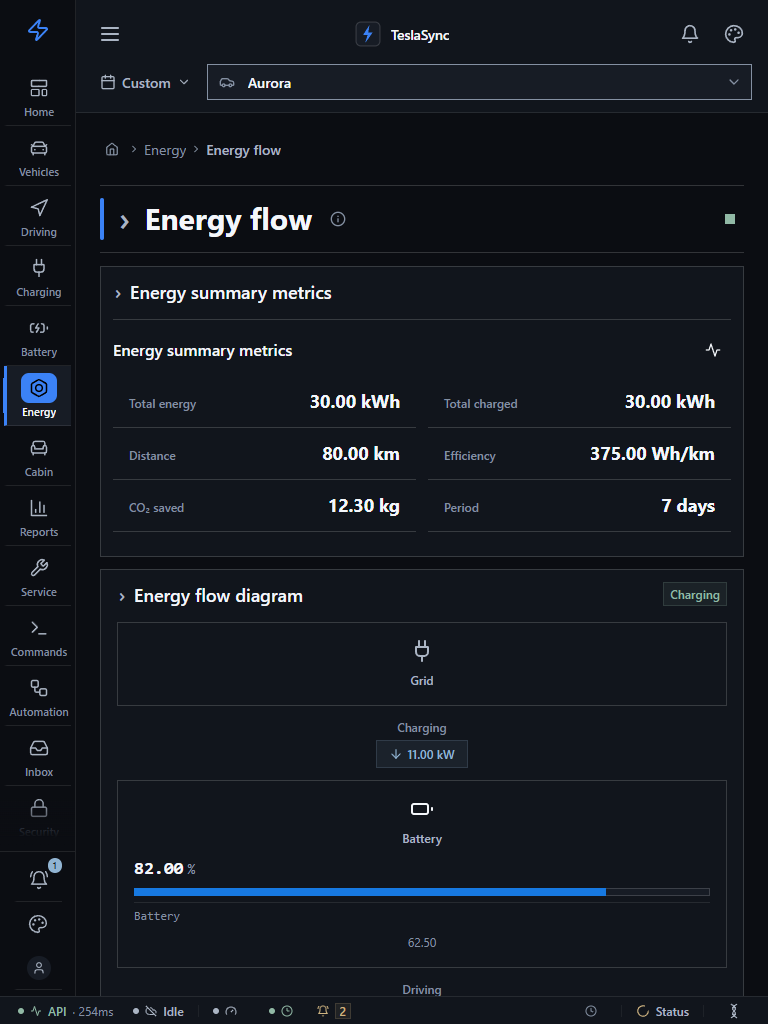 TeslaSync
Custom
Aurora
Home
Vehicles
Driving
Charging
Battery
Energy
Cabin
Reports
Service
Commands
Automation
Inbox
Security
1
Energy
Energy flow
Energy flow
Energy summary metrics
Energy summary metrics
Total energy 30.00 kWh
Total charged 30.00 kWh
Distance 80.00 km
Efficiency 375.00 Wh/km
CO₂ saved 12.30 kg
Period 7 days
Energy flow diagram
Charging
Grid
Charging
↓ 11.00 kW
Battery
82.00 %
Battery
62.50
Driving
API · 254ms
Idle
2
Status